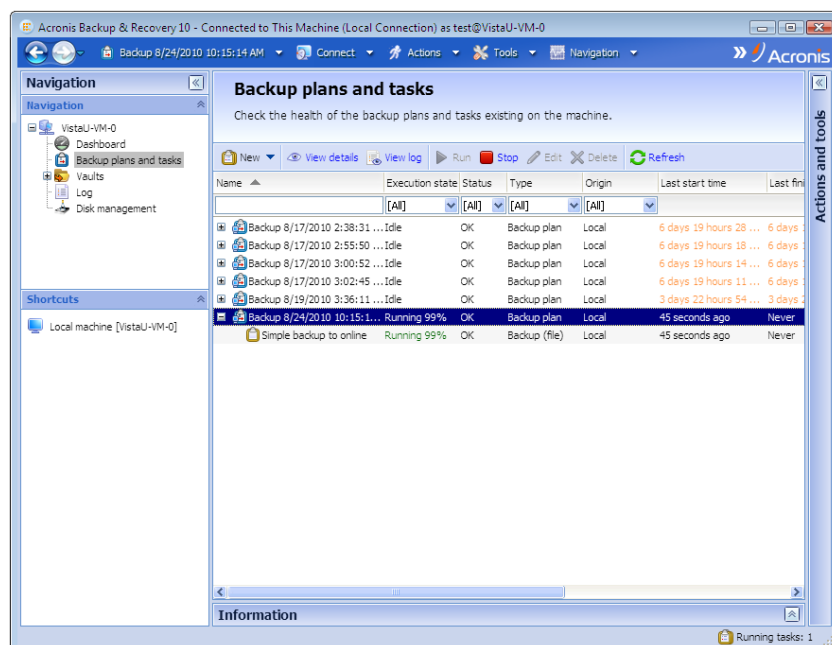 Acronis Backup & Recovery 10 - Connected to This Machine (Local Connection) as test@VistaU-VM-0
Backup 8/24/2010 10:15:14 AM Connect Actions Tools Navigation Acronis
Navigation
Navigation
VistaU-VM-0
Dashboard
Backup plans and tasks
Vaults
Log
Disk management
Shortcuts
Local machine [VistaU-VM-0]
Backup plans and tasks
Check the health of the backup plans and tasks existing on the machine.
New View details View log Run Stop Edit Delete Refresh
Name Execution state Status Type Origin Last start time Last fini
[All] [All] [All] [All]
Backup 8/17/2010 2:38:31 ... Idle OK Backup plan Local 6 days 19 hours 28 ... 6 days 1
Backup 8/17/2010 2:55:50 ... Idle OK Backup plan Local 6 days 19 hours 18 ... 6 days 1
Backup 8/17/2010 3:00:52 ... Idle OK Backup plan Local 6 days 19 hours 14 ... 6 days 1
Backup 8/17/2010 3:02:45 ... Idle OK Backup plan Local 6 days 19 hours 11 ... 6 days 1
Backup 8/19/2010 3:36:11 ... Idle OK Backup plan Local 3 days 22 hours 54 ... 3 days 2
Backup 8/24/2010 10:15:1... Running 99% OK Backup plan Local 45 seconds ago Never
Simple backup to online Running 99% OK Backup (file) Local 45 seconds ago Never
Information
Actions and tools
Running tasks: 1